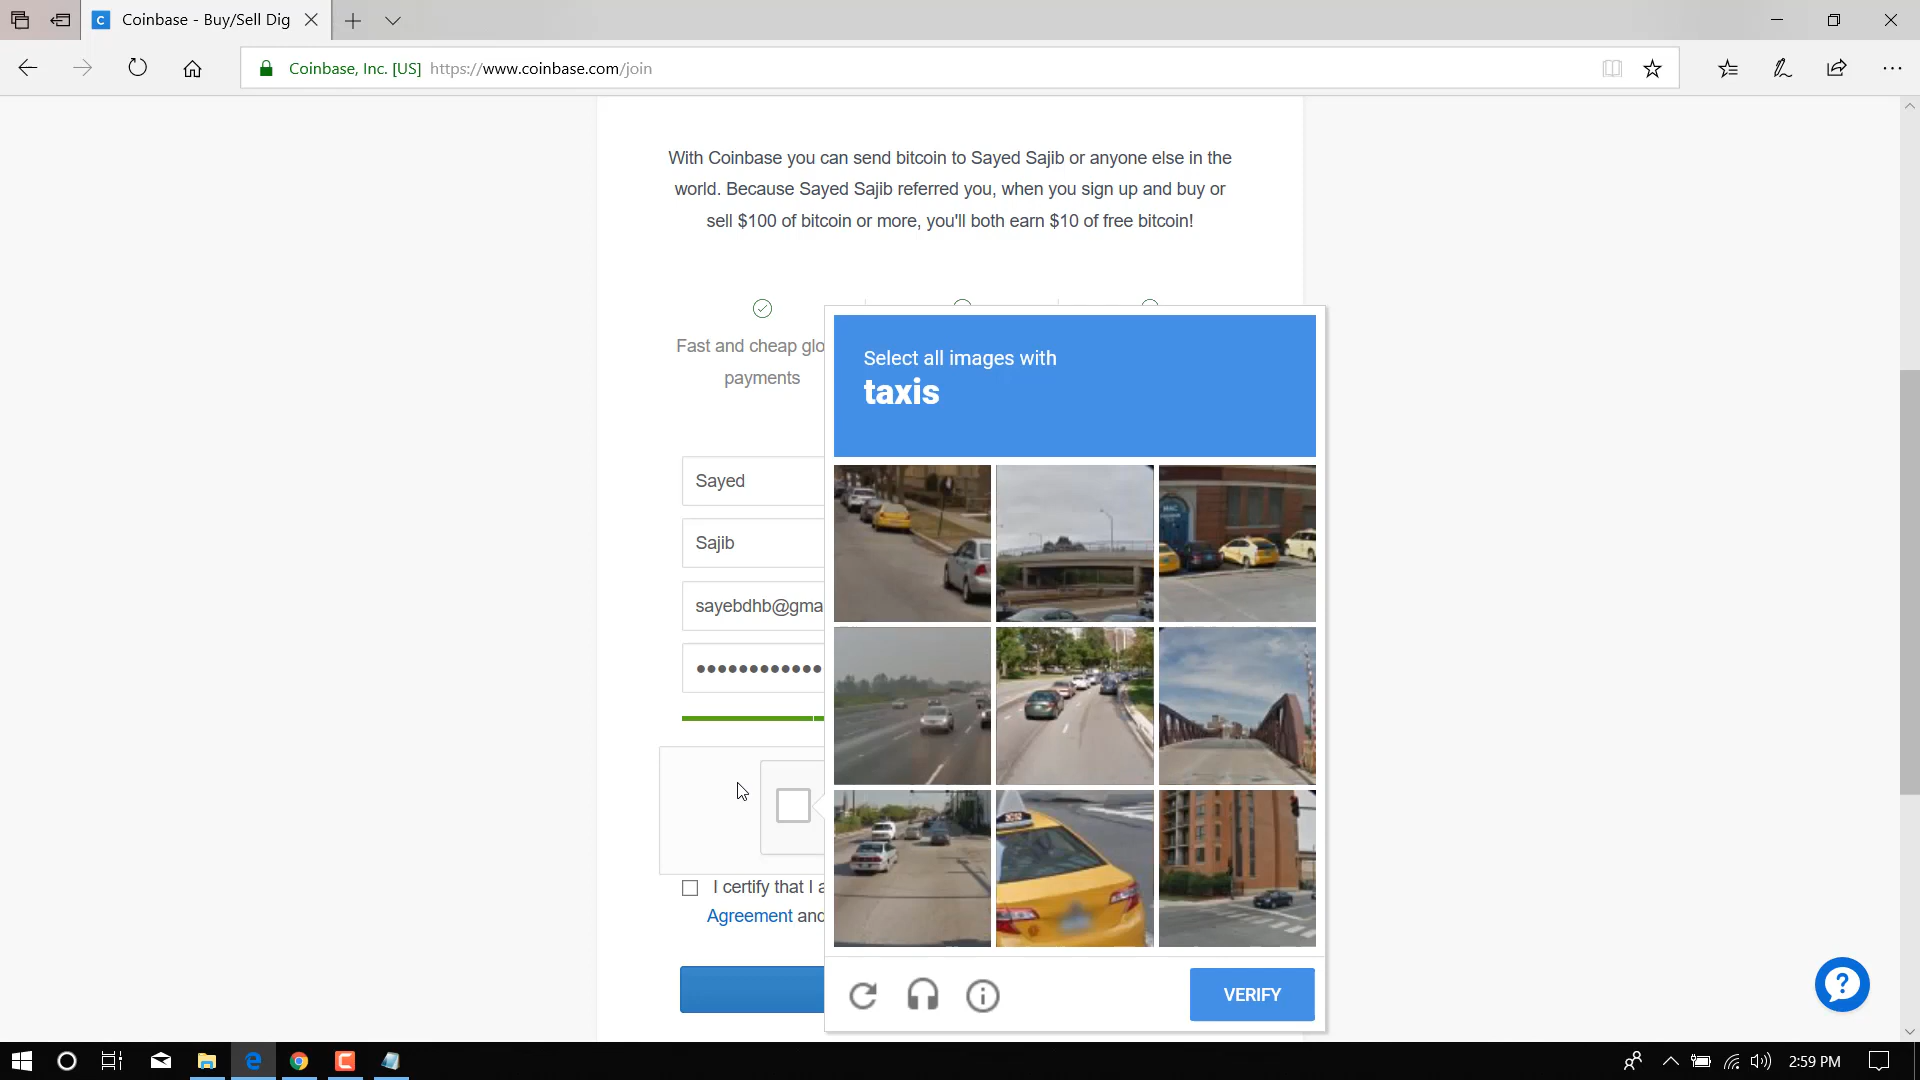 Coinbase - Buy/Sell Dig
Coinbase, Inc. [US] https://www.coinbase.com/join
With Coinbase you can send bitcoin to Sayed Sajib or anyone else in the
world. Because Sayed Sajib referred you, when you sign up and buy or
sell $100 of bitcoin or more, you'll both earn $10 of free bitcoin!
Fast and cheap glo
payments
Sayed
Sajib
sayebdhb@gma
I certify that I a
Agreement and
Select all images with
taxis
MAC
VERIFY
2:59 PM